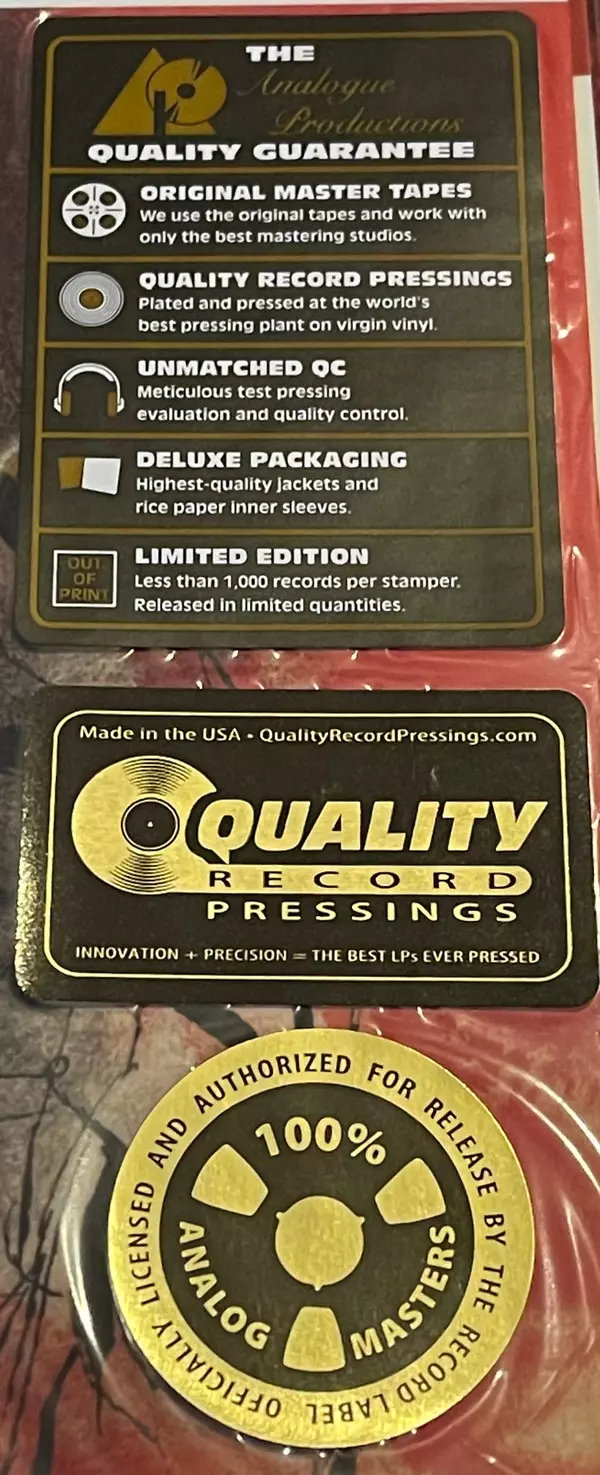 THE
Analogue
Productions
QUALITY GUARANTEE
ORIGINAL MASTER TAPES
We use the original tapes and work with
only the best mastering studios.
QUALITY RECORD PRESSINGS
Plated and pressed at the world's
best pressing plant on virgin vinyl.
UNMATCHED QC
Meticulous test pressing
evaluation and quality control.
DELUXE PACKAGING
Highest-quality jackets and
rice paper inner sleeves.
OUT
OF
PRINT
LIMITED EDITION
Less than 1,000 records per stamper.
Released in limited quantities.
Made in the USA • QualityRecordPressings.com
QUALITY
RECORD
PRESSINGS
INNOVATION + PRECISION = THE BEST LPs EVER PRESSED
OFFICIALLY LICENSED AND AUTHORIZED FOR RELEASE BY THE RECORD LABEL
100%
ANALOG
MASTERS